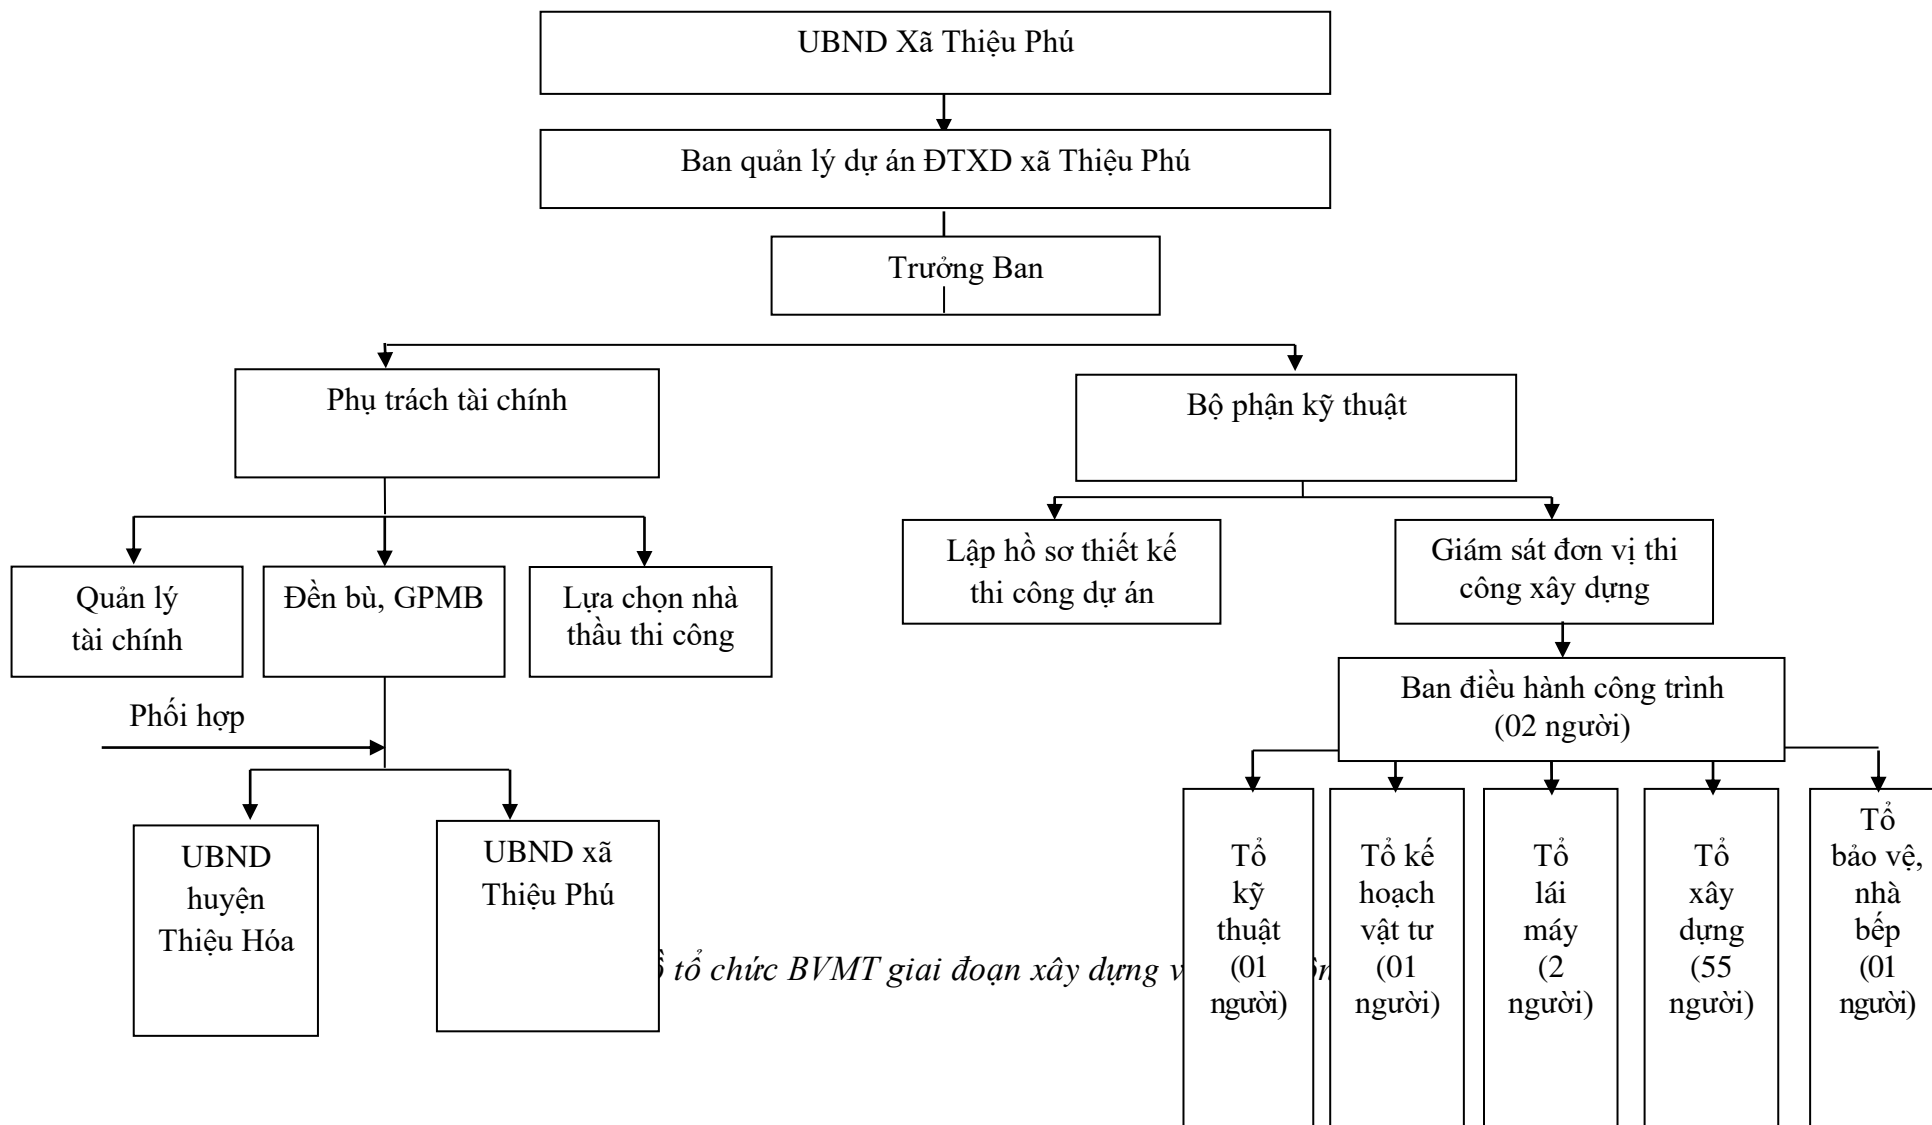 UBND Xã Thiệu Phú
Ban quản lý dự án ĐTXD xã Thiệu Phú
Trưởng Ban
Phụ trách tài chính
Bộ phận kỹ thuật
Quản lý
tài chính
Đền bù, GPMB
Lựa chọn nhà
thầu thi công
Lập hồ sơ thiết kế
thi công dự án
Giám sát đơn vị thi
công xây dựng
Phối hợp
Ban điều hành công trình
(02 người)
UBND
huyện
Thiệu Hóa
UBND xã
Thiệu Phú
Tổ
kỹ
thuật
(01
người)
Tổ kế
hoạch
vật tư
(01
người)
Tổ
lái
máy
(2
người)
Tổ
xây
dựng
(55
người)
Tổ
bảo vệ,
nhà
bếp
(01
người)
tổ chức BVMT giai đoạn xây dựng